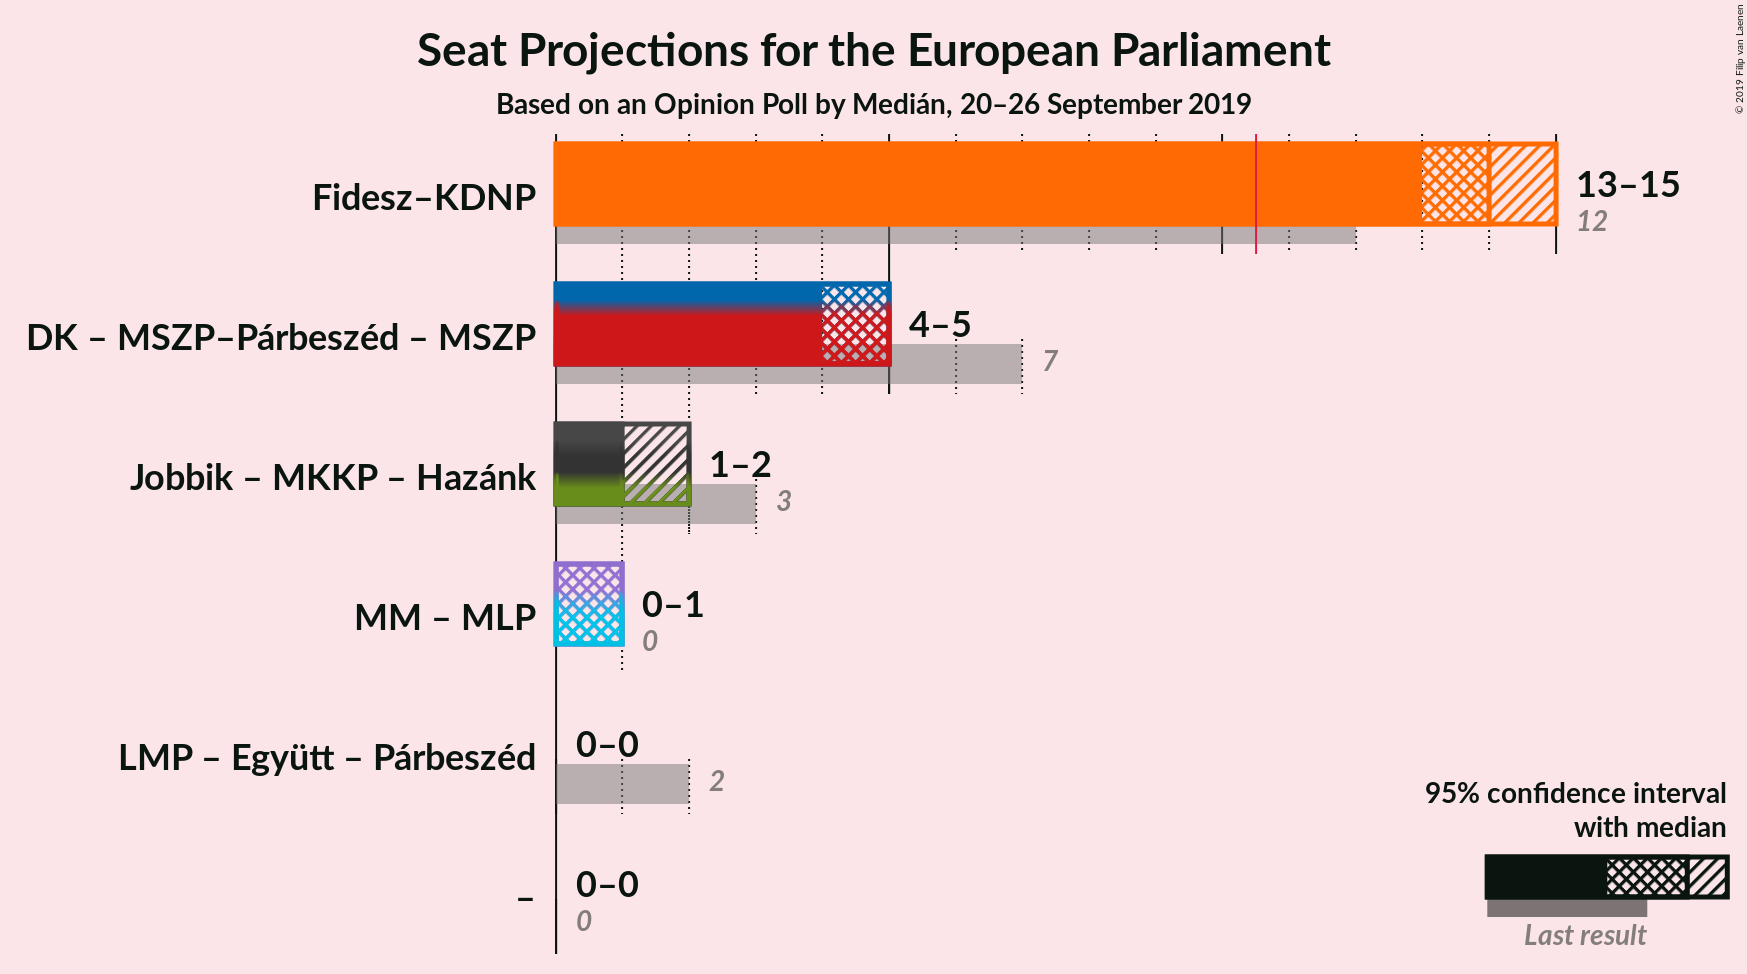 Seat Projections for the European Parliament
Based on an Opinion Poll by Medián, 20–26 September 2019
© 2019 Filip van Laenen
Fidesz–KDNP
13–15
12
DK – MSZP–Párbeszéd – MSZP
4–5
7
Jobbik – MKKP – Hazánk
1–2
3
MM – MLP
0–1
0
LMP – Együtt – Párbeszéd
0–0
2
–
0–0
0
95% confidence interval
with median
Last result